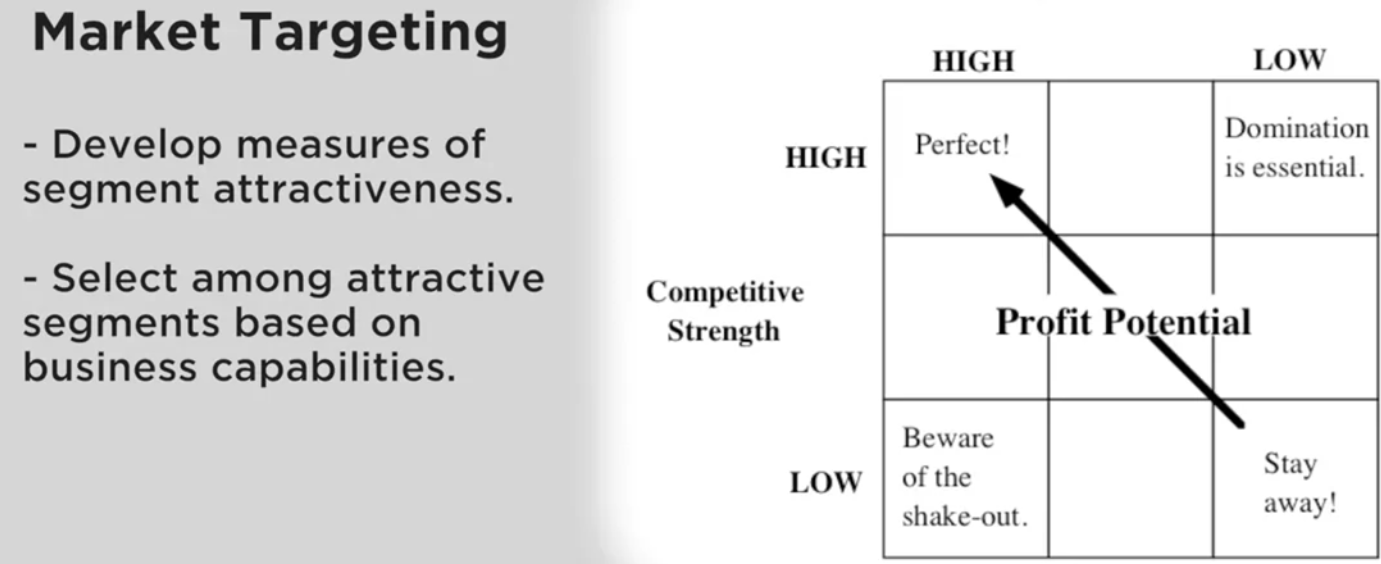 Market Targeting
- Develop measures of
segment attractiveness.
- Select among attractive
segments based on
business capabilities.
HIGH
LOW
HIGH
Perfect!
Domination
is essential.
Competitive
Strength
Profit Potential
LOW
Beware
of the
shake-out.
Stay
away!